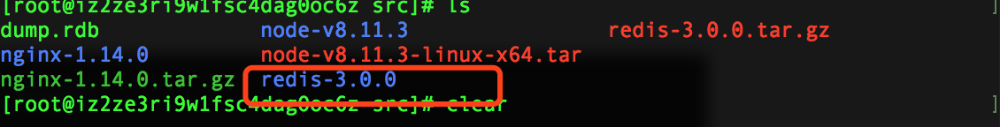 [root@iz2ze3ri9w1fsc4dag0oc6z src]# ls
dump.rdb node-v8.11.3 redis-3.0.0.tar.gz
nginx-1.14.0 node-v8.11.3-linux-x64.tar
nginx-1.14.0.tar.gz redis-3.0.0
[root@iz2ze3ri9w1fsc4dag0oc6z src]# clear